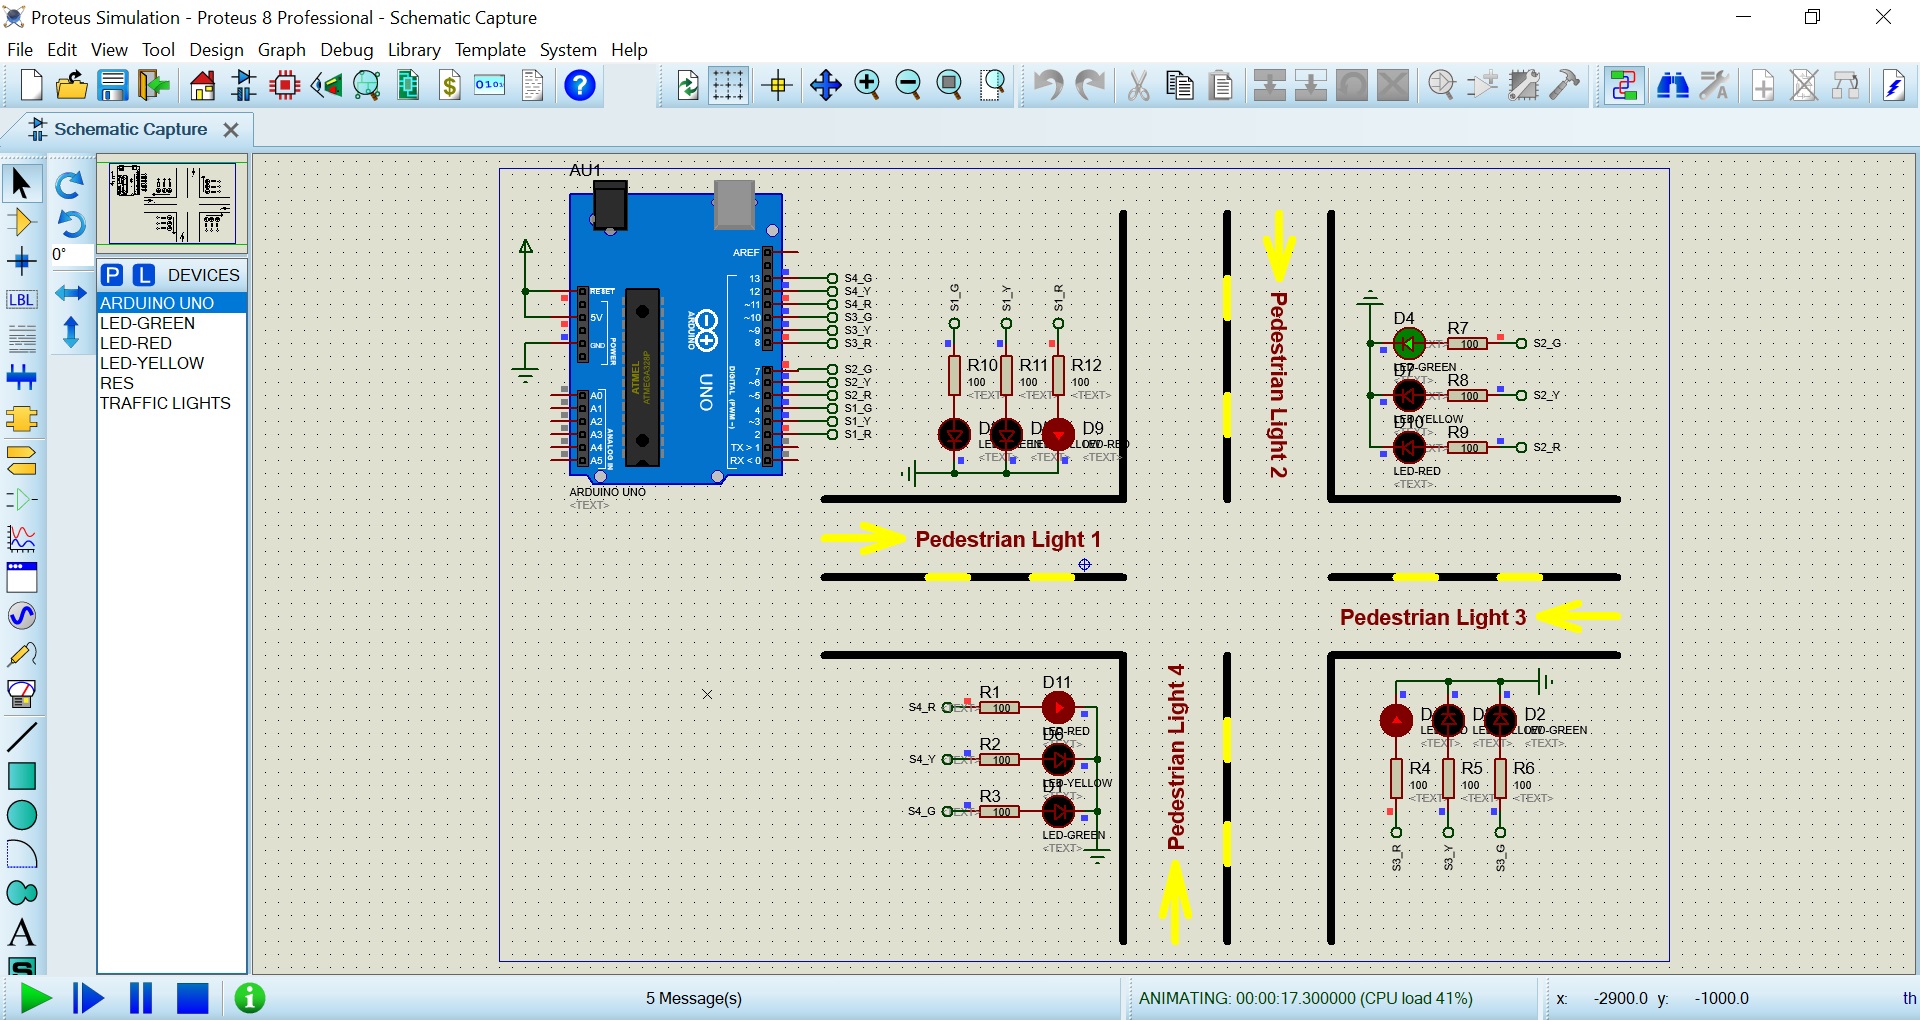 Proteus Simulation - Proteus 8 Professional - Schematic Capture
File Edit View Tool Design Graph Debug Library Template System Help
Schematic Capture
0°
P L DEVICES
ARDUINO UNO
LED-GREEN
LED-RED
LED-YELLOW
RES
TRAFFIC LIGHTS
LBL
AU1
AREF
13 S4_G
12 S4_Y
~11 S4_R
~10 S3_G
~9 S3_Y
8 S3_R
7 S2_G
~6 S2_Y
~5 S2_R
4 S1_G
~3 S1_Y
2 S1_R
TX > 1
RX < 0
RESET
5V
GND
POWER
A0
A1
A2
A3
A4
A5
ANALOG IN
ATMEL
ATMEGA328P
ARDUINO
UNO
DIGITAL (PWM~)
ARDUINO UNO
<TEXT>
S1_G S1_Y S1_R
R10 R11 R12
100 100 100
<TEXT>
D9
<TEXT>
Pedestrian Light 2
D4 R7
100 S2_G
LED-GREEN
R8
100 S2_Y
LED-YELLOW
D10 R9
100 S2_R
LED-RED
<TEXT>
Pedestrian Light 1
Pedestrian Light 3
Pedestrian Light 4
D11
S4_R R1 100
LED-RED
S4_Y R2 100
LED-YELLOW
S4_G R3 100
LED-GREEN
<TEXT>
D2
LED-GREEN
<TEXT>
R4 R5 R6
100 100 100
<TEXT>
S3_R S3_Y S3_G
5 Message(s)
ANIMATING: 00:00:17.300000 (CPU load 41%)
x: -2900.0 y: -1000.0 th